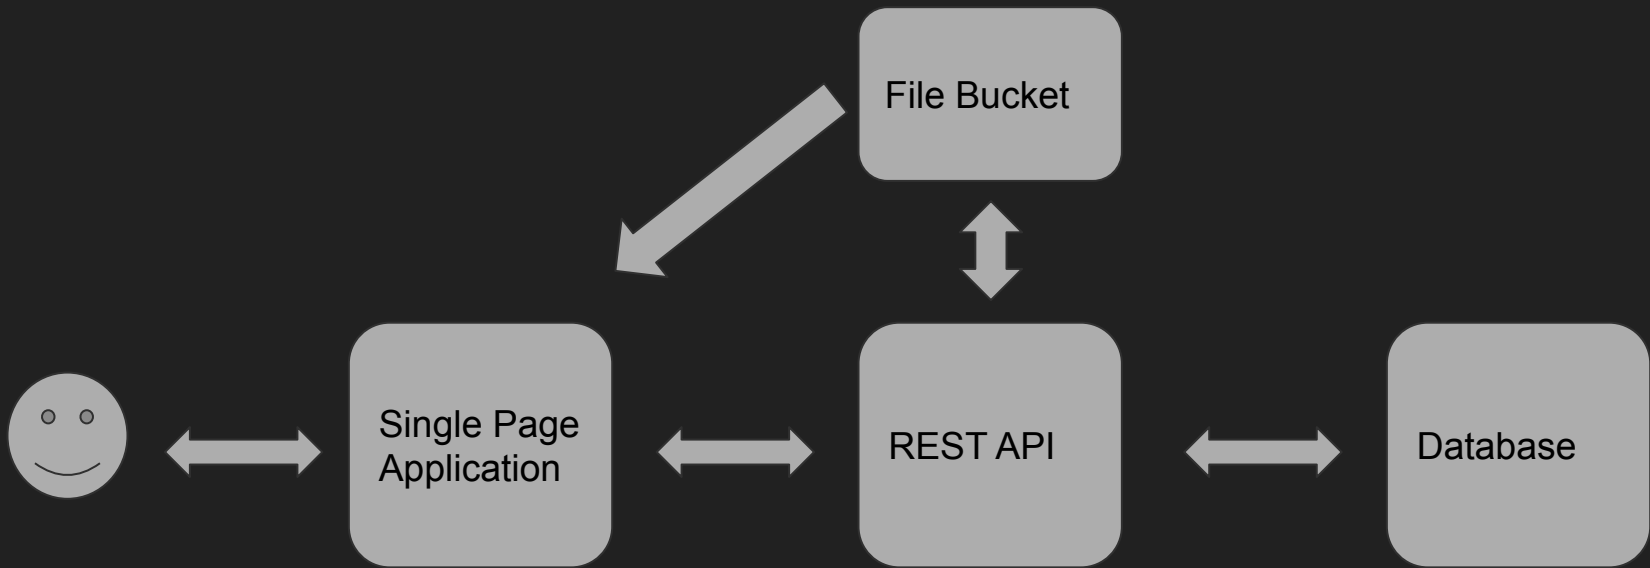 File Bucket
Single Page
Application
REST API
Database